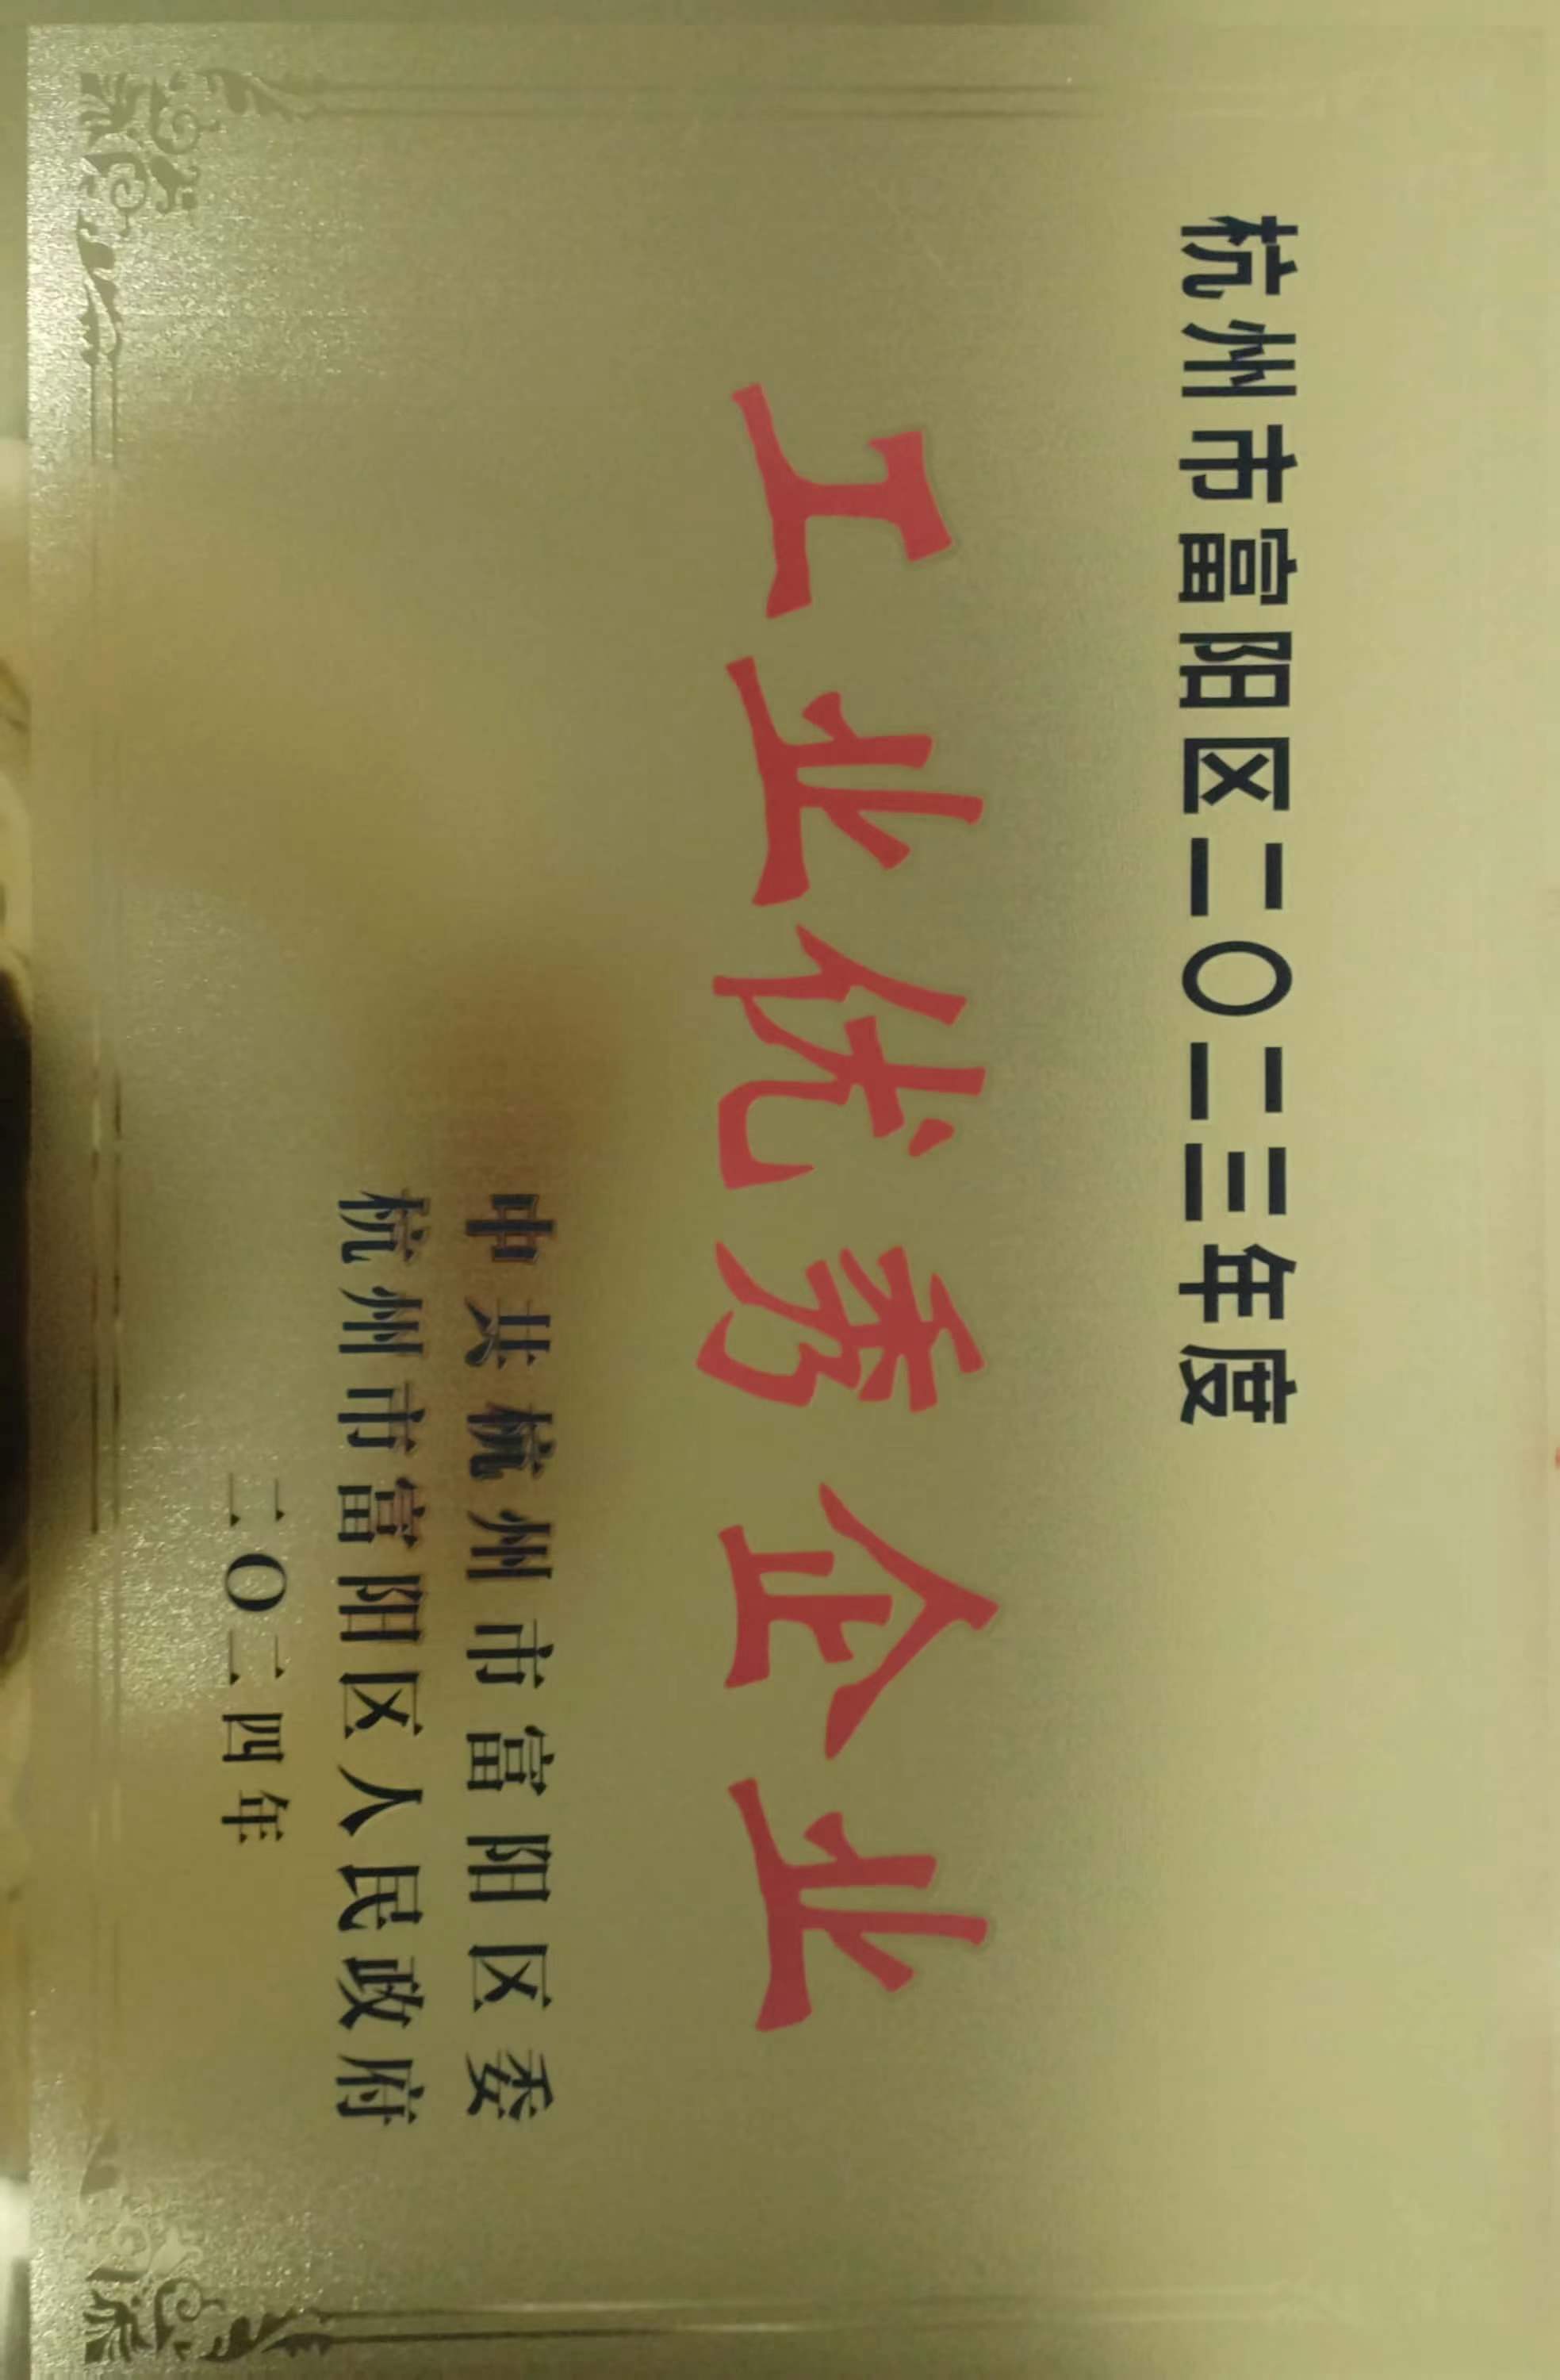 杭州市富阳区二〇二三年度
工业优秀企业
中共杭州市富阳区委
杭州市富阳区人民政府
二〇二四年